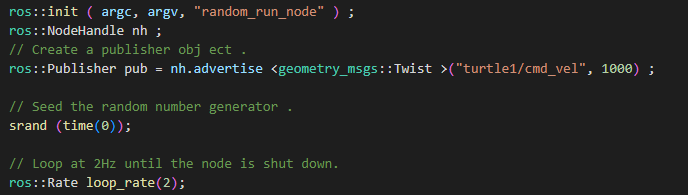 ros::init ( argc, argv, "random_run_node" ) ;
ros::NodeHandle nh ;
// Create a publisher obj ect .
ros::Publisher pub = nh.advertise <geometry_msgs::Twist >("turtle1/cmd_vel", 1000) ;
// Seed the random number generator .
srand (time(0));
// Loop at 2Hz until the node is shut down.
ros::Rate loop_rate(2);